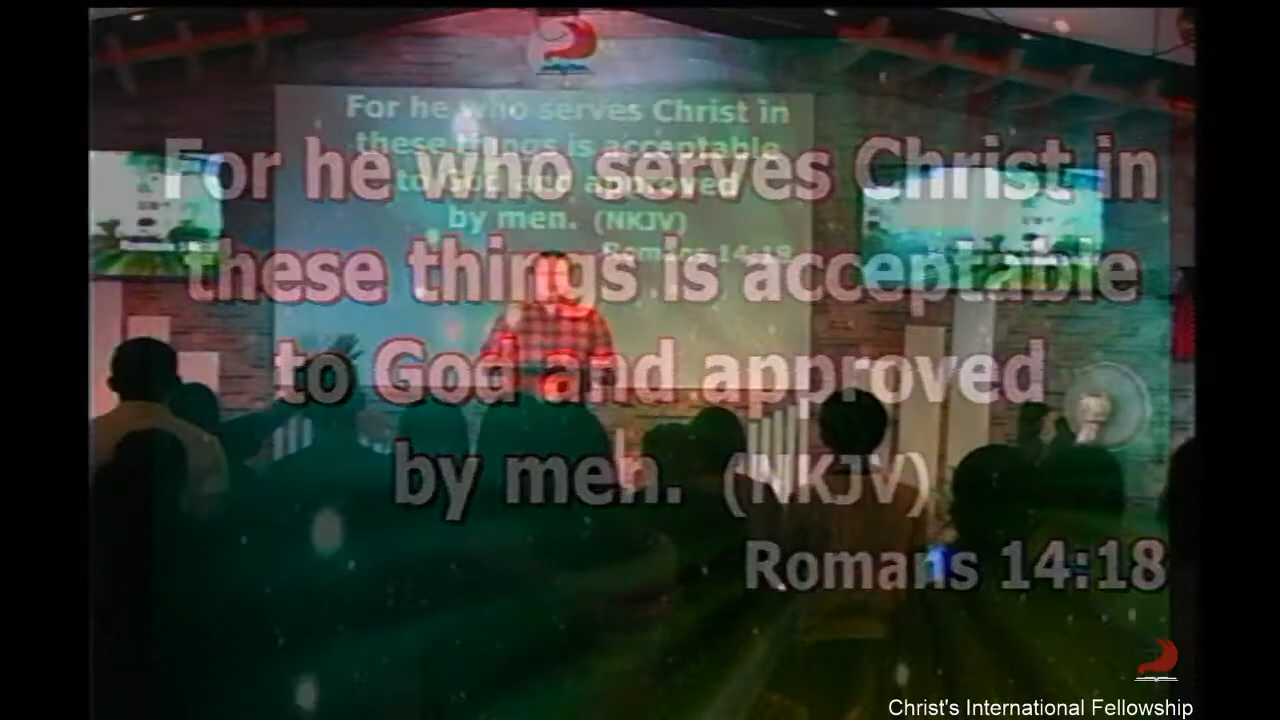 For he who serves Christ in
these things is acceptable
to God and approved
by men. (NKJV)
Romans 14:18
For he who serves Christ in
these things is acceptable
to God and approved
by men. (NKJV)
Romans 14:18
Christ's International Fellowship